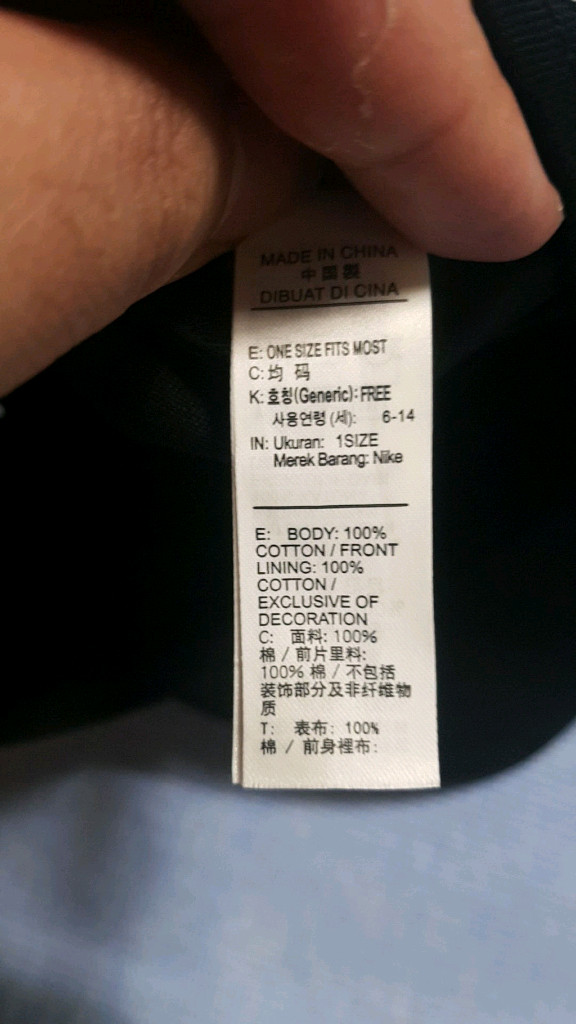 MADE IN CHINA
中国製
DIBUAT DI CINA
E: ONE SIZE FITS MOST
C: 均 码
K: 호칭(Generic): FREE
사용연령 (세): 6-14
IN: Ukuran: 1SIZE
Merek Barang: Nike
E: BODY: 100%
COTTON / FRONT
LINING: 100%
COTTON /
EXCLUSIVE OF
DECORATION
C: 面料: 100%
棉 / 前片里料:
100% 棉 / 不包括
装饰部分及非纤维物
质
T: 表布: 100%
棉 / 前身裡布: